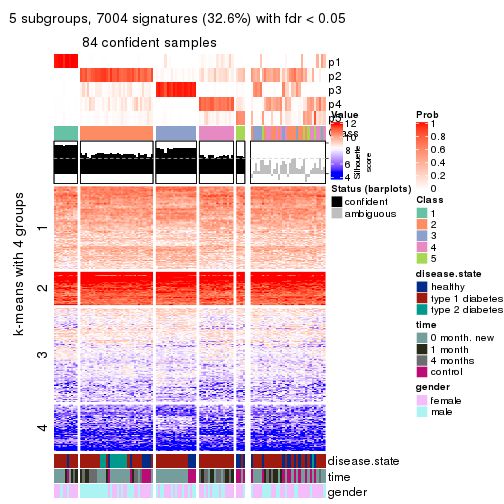 5 subgroups, 7004 signatures (32.6%) with fdr < 0.05
84 confident samples
p1
p2
p3
p4
p5
Class
Silhouette
score
k-means with 4 groups
1
2
3
4
disease.state
time
gender
Value
12
10
8
6
4
Status (barplots)
confident
ambiguous
Prob
1
0.8
0.6
0.4
0.2
0
Class
1
2
3
4
5
disease.state
healthy
type 1 diabetes
type 2 diabetes
time
0 month. new
1 month
4 months
control
gender
female
male